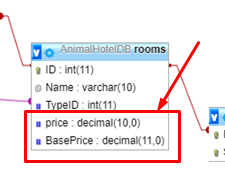 AnimalHotelDB rooms
ID : int(11)
Name : varchar(10)
TypeID : int(11)
price : decimal(10,0)
BasePrice : decimal(11,0)